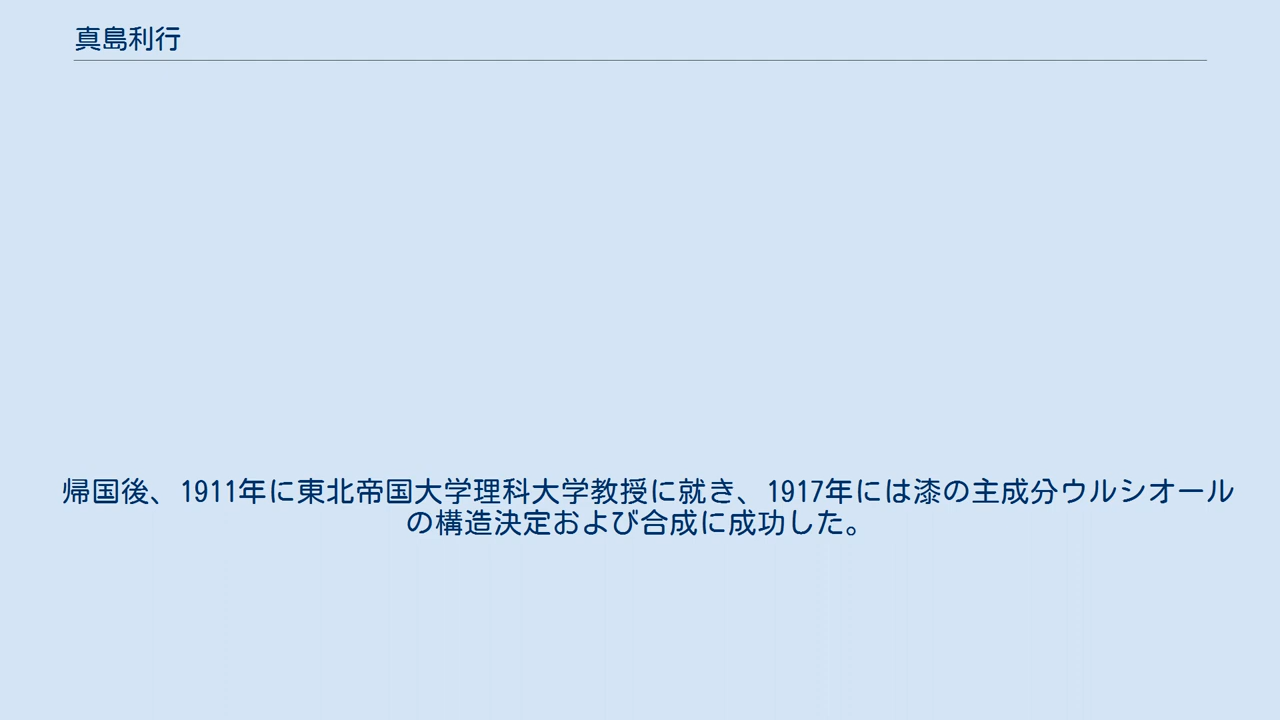 真島利行
帰国後、1911年に東北帝国大学理科大学教授に就き、1917年には漆の主成分ウルシオール
の構造決定および合成に成功した。